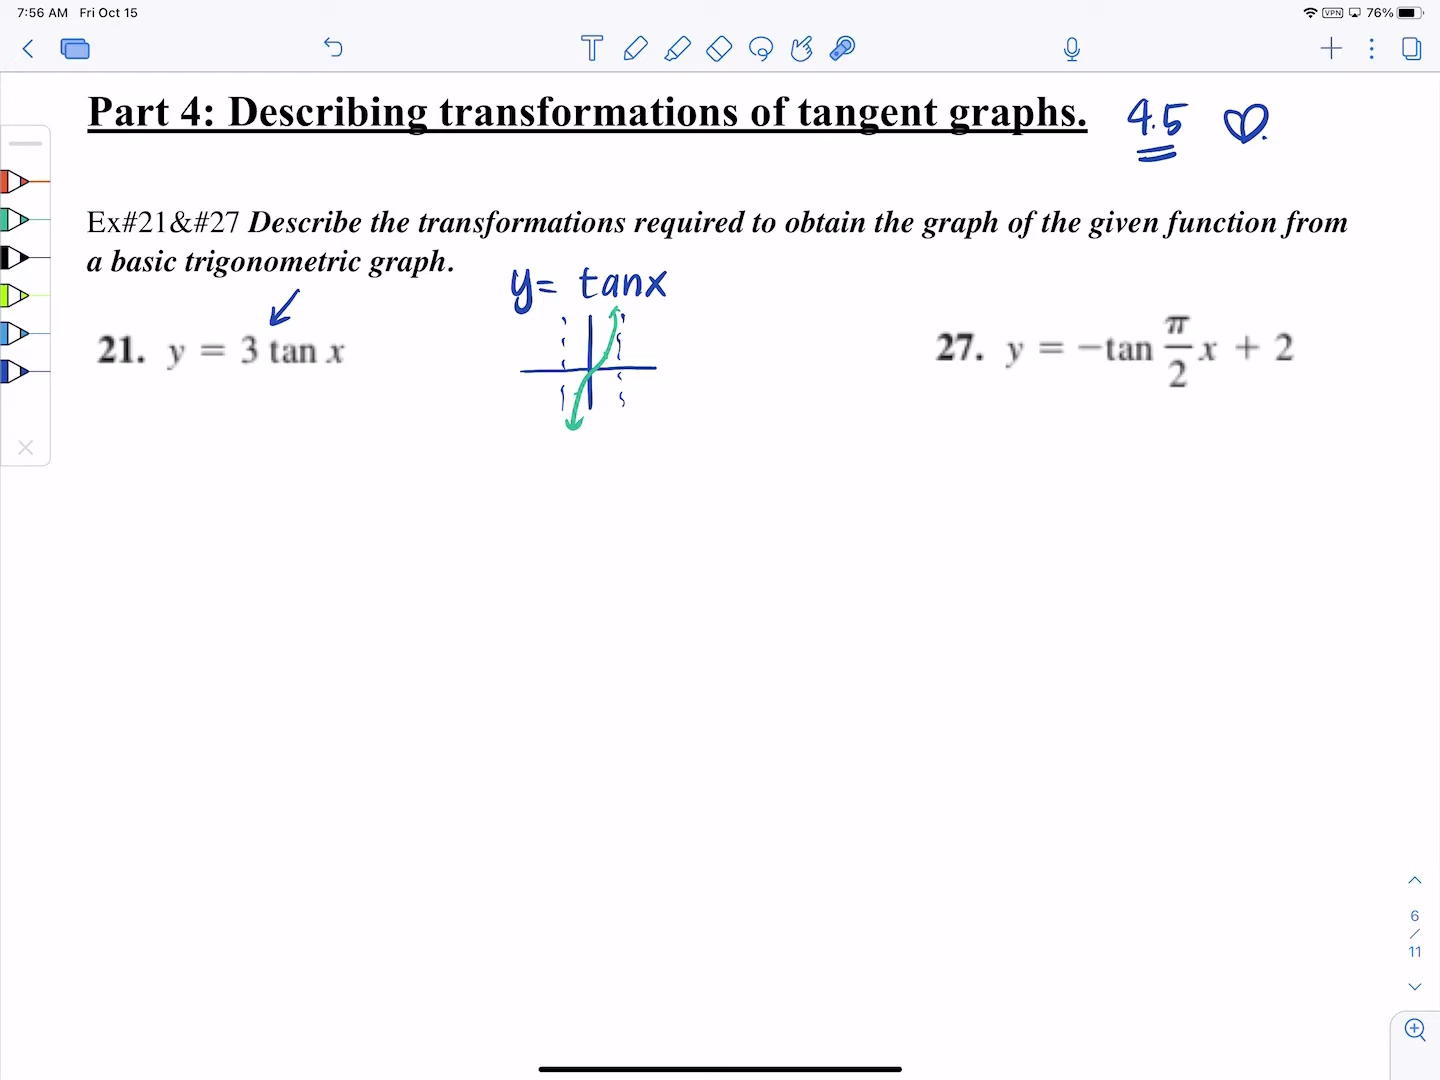 7:56 AM Fri Oct 15
VPN 76%
T
Part 4: Describing transformations of tangent graphs. 4.5
Ex#21&#27 Describe the transformations required to obtain the graph of the given function from
a basic trigonometric graph.
y = tanx
21. y = 3 tan x
27. y = −tan π/2 x + 2
6
/
11